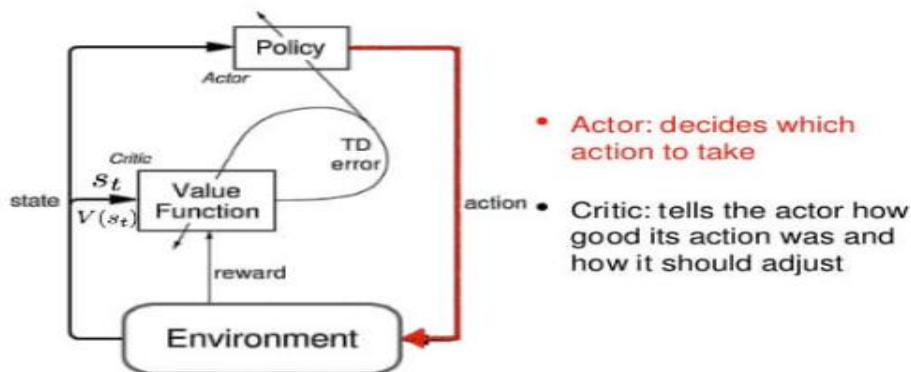 Policy
Actor
TD
error
Critic
s_t
V(s_t)
Value
Function
state
action
reward
Environment
• Actor: decides which
action to take
• Critic: tells the actor how
good its action was and
how it should adjust